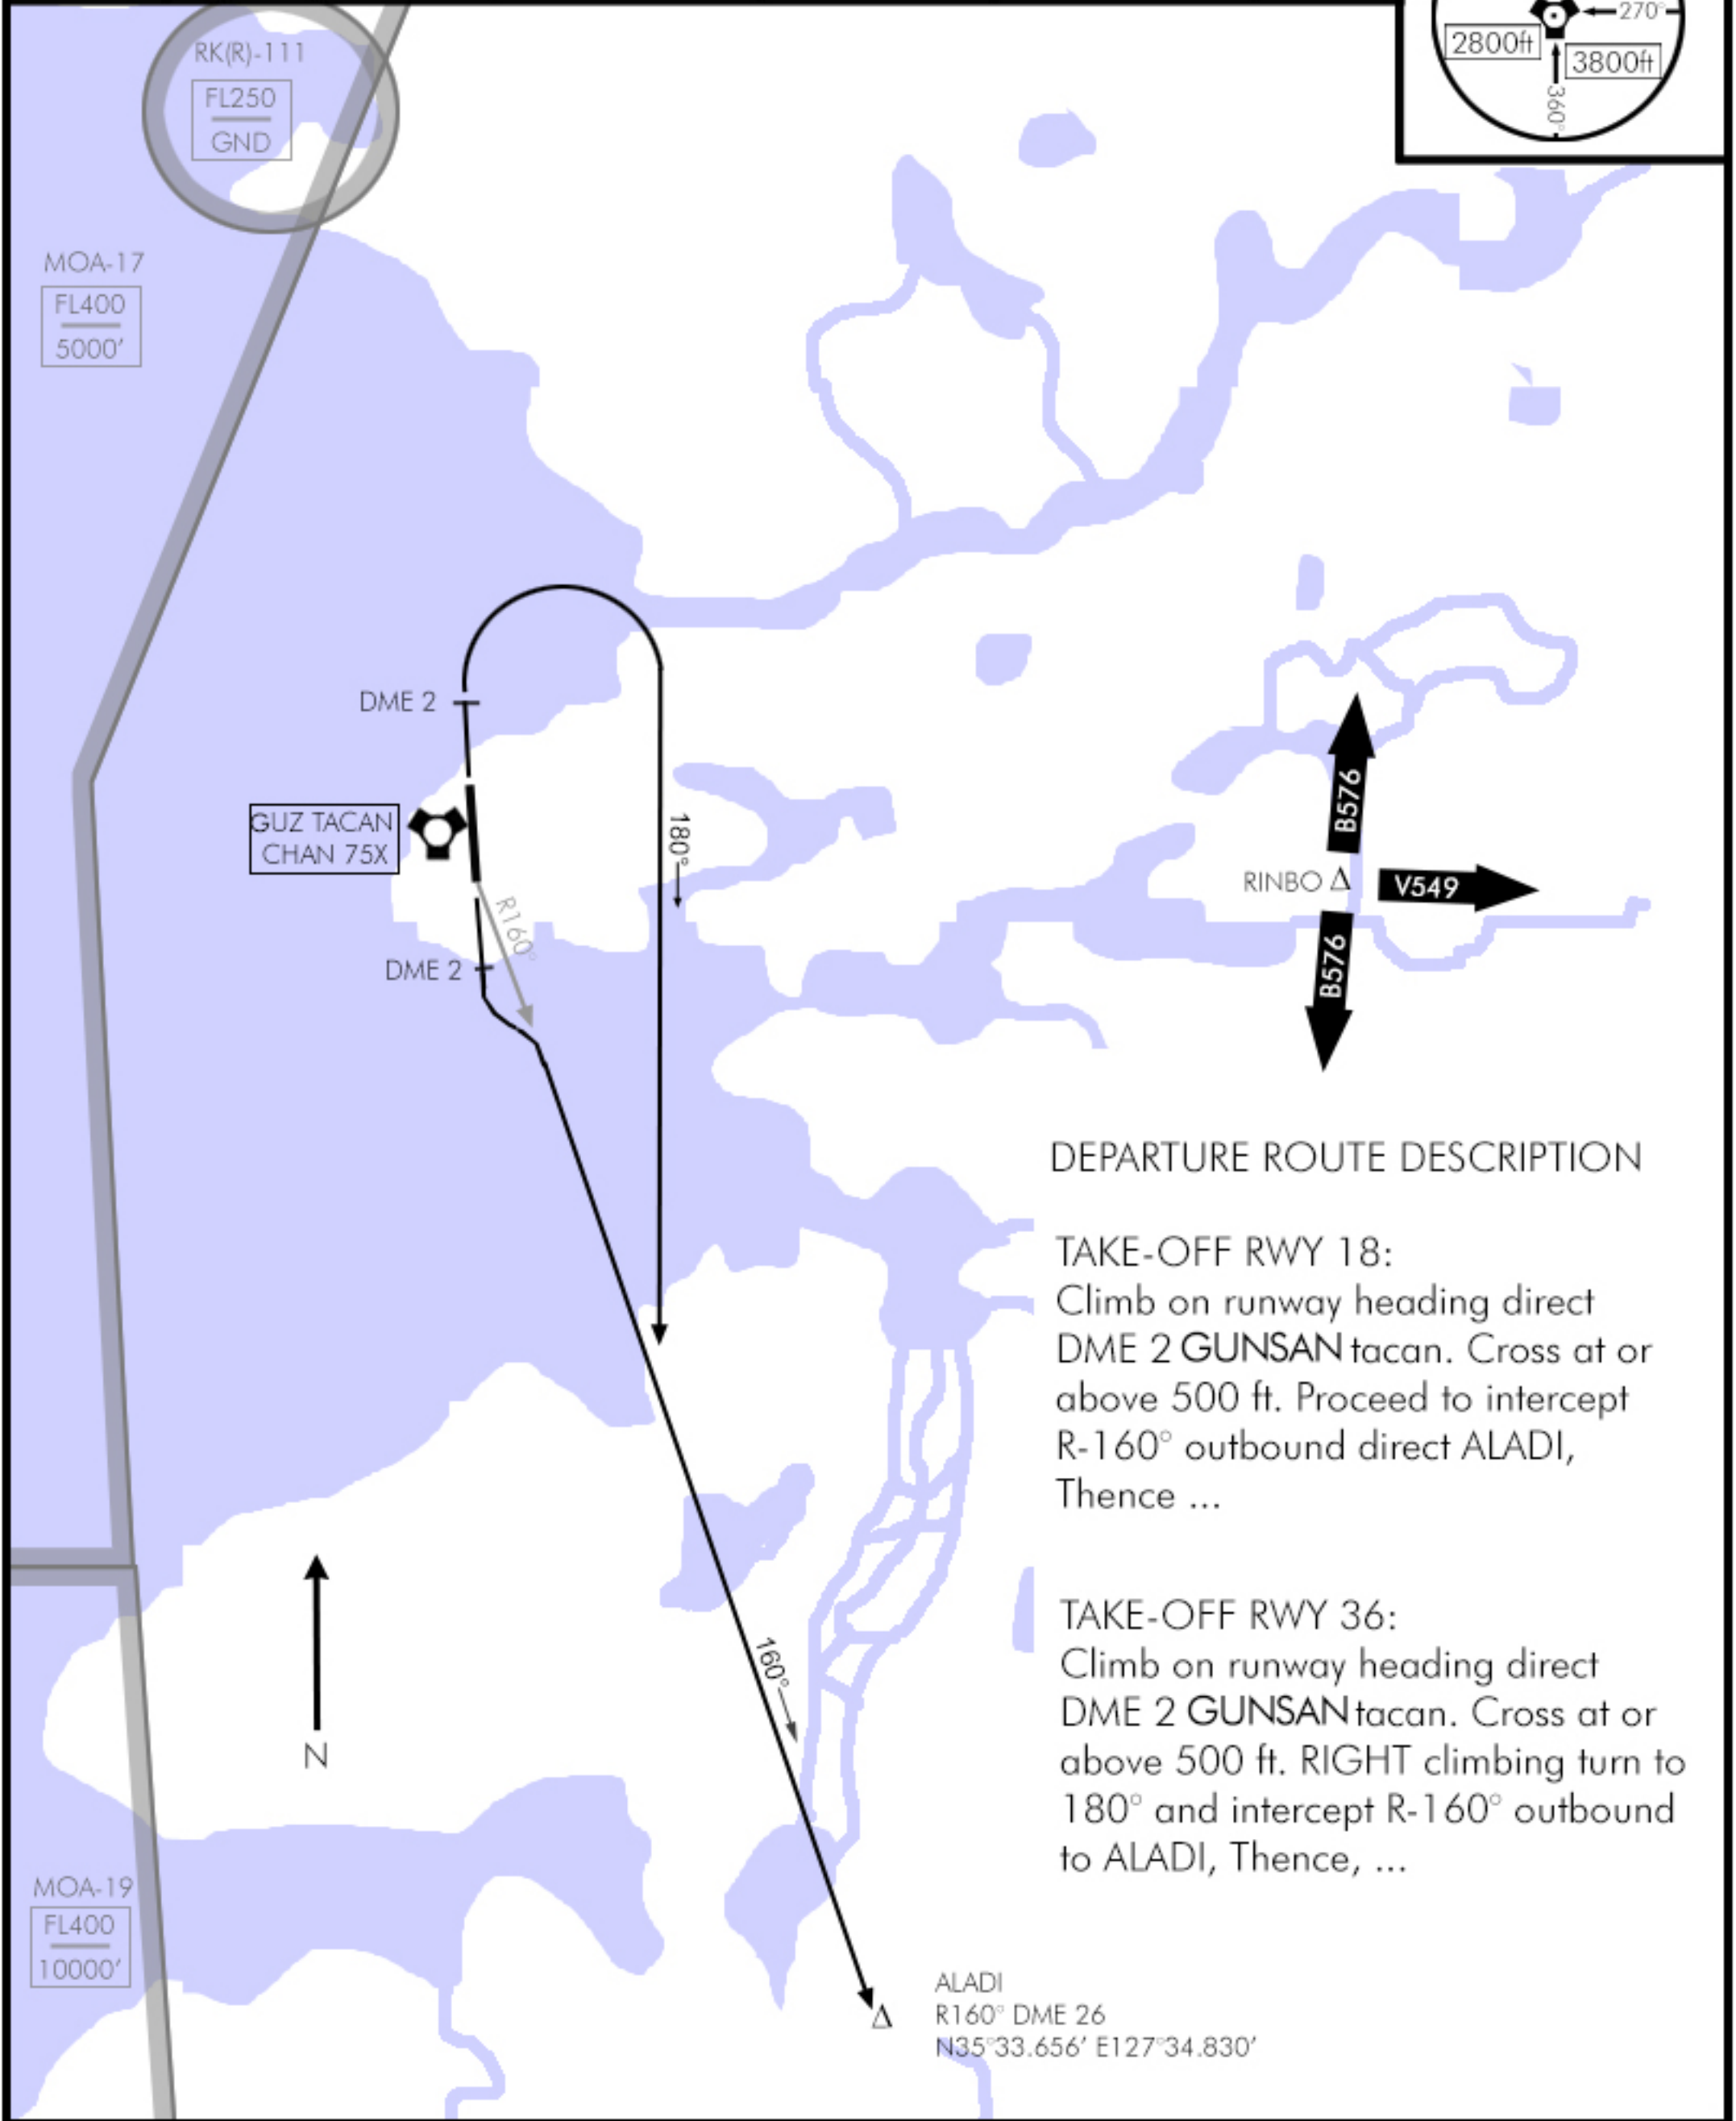 RK(R)-111
FL250
GND
270°
2800ft
3800ft
360°
MOA-17
FL400
5000'
DME 2
GUZ TACAN
CHAN 75X
180°
R160°
DME 2
B576
RINBO
V549
B576
DEPARTURE ROUTE DESCRIPTION
TAKE-OFF RWY 18:
Climb on runway heading direct
DME 2 GUNSAN tacan. Cross at or
above 500 ft. Proceed to intercept
R-160° outbound direct ALADI,
Thence ...
TAKE-OFF RWY 36:
Climb on runway heading direct
DME 2 GUNSAN tacan. Cross at or
above 500 ft. RIGHT climbing turn to
180° and intercept R-160° outbound
to ALADI, Thence, ...
160°
N
MOA-19
FL400
10000'
ALADI
R160° DME 26
N35°33.656' E127°34.830'